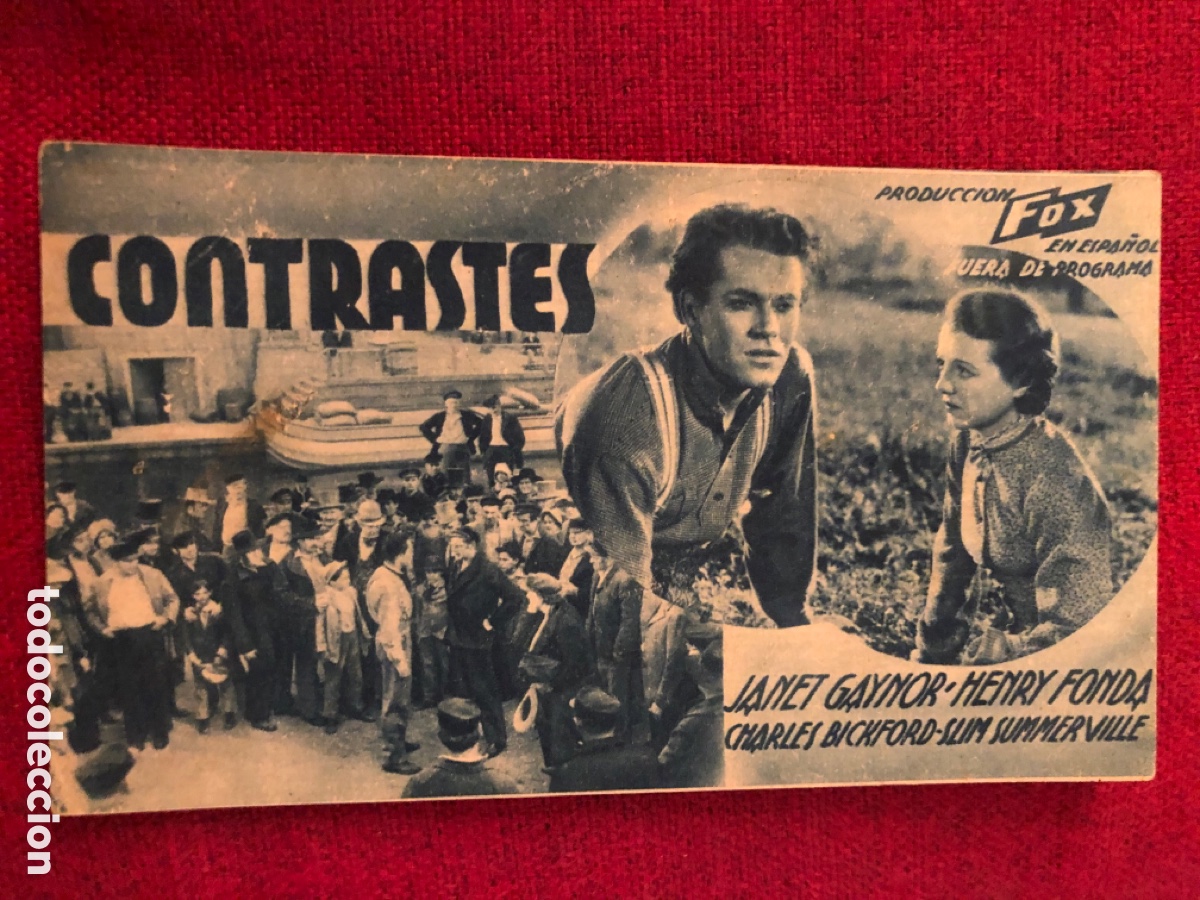 CONTRASTES
PRODUCCION FOX
EN ESPAÑOL
FUERA DE PROGRAMA
JANET GAYNOR-HENRY FONDA
CHARLES BICKFORD-SLIM SUMMERVILLE
todocoleccion